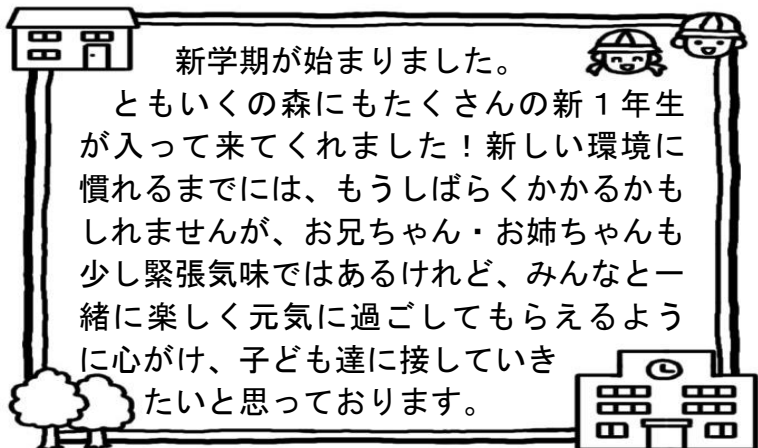 新学期が始まりました。
ともいくの森にもたくさんの新１年生
が入って来てくれました！新しい環境に
慣れるまでには、もうしばらくかかるかも
しれませんが、お兄ちゃん・お姉ちゃんも
少し緊張気味ではあるけれど、みんなと一
緒に楽しく元気に過ごしてもらえるよう
に心がけ、子ども達に接していき
たいと思っております。